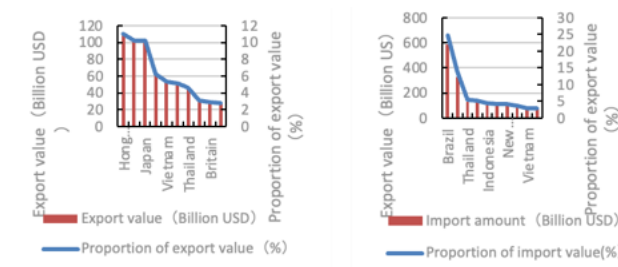 Export value（Billion USD
）
120
100
80
60
40
20
0
12
10
8
6
4
2
0
Proportion of export value
（%）
Hong…
Japan
Vietnam
Thailand
Britain
Export value （Billion USD）
Proportion of export value （%）
Export value （Billion US）
800
600
400
200
0
30
25
20
15
10
5
0
Proportion of export value
（%）
Brazil
Thailand
Indonesia
New…
Vietnam
Import amount （Billion USD）
Proportion of import value(%